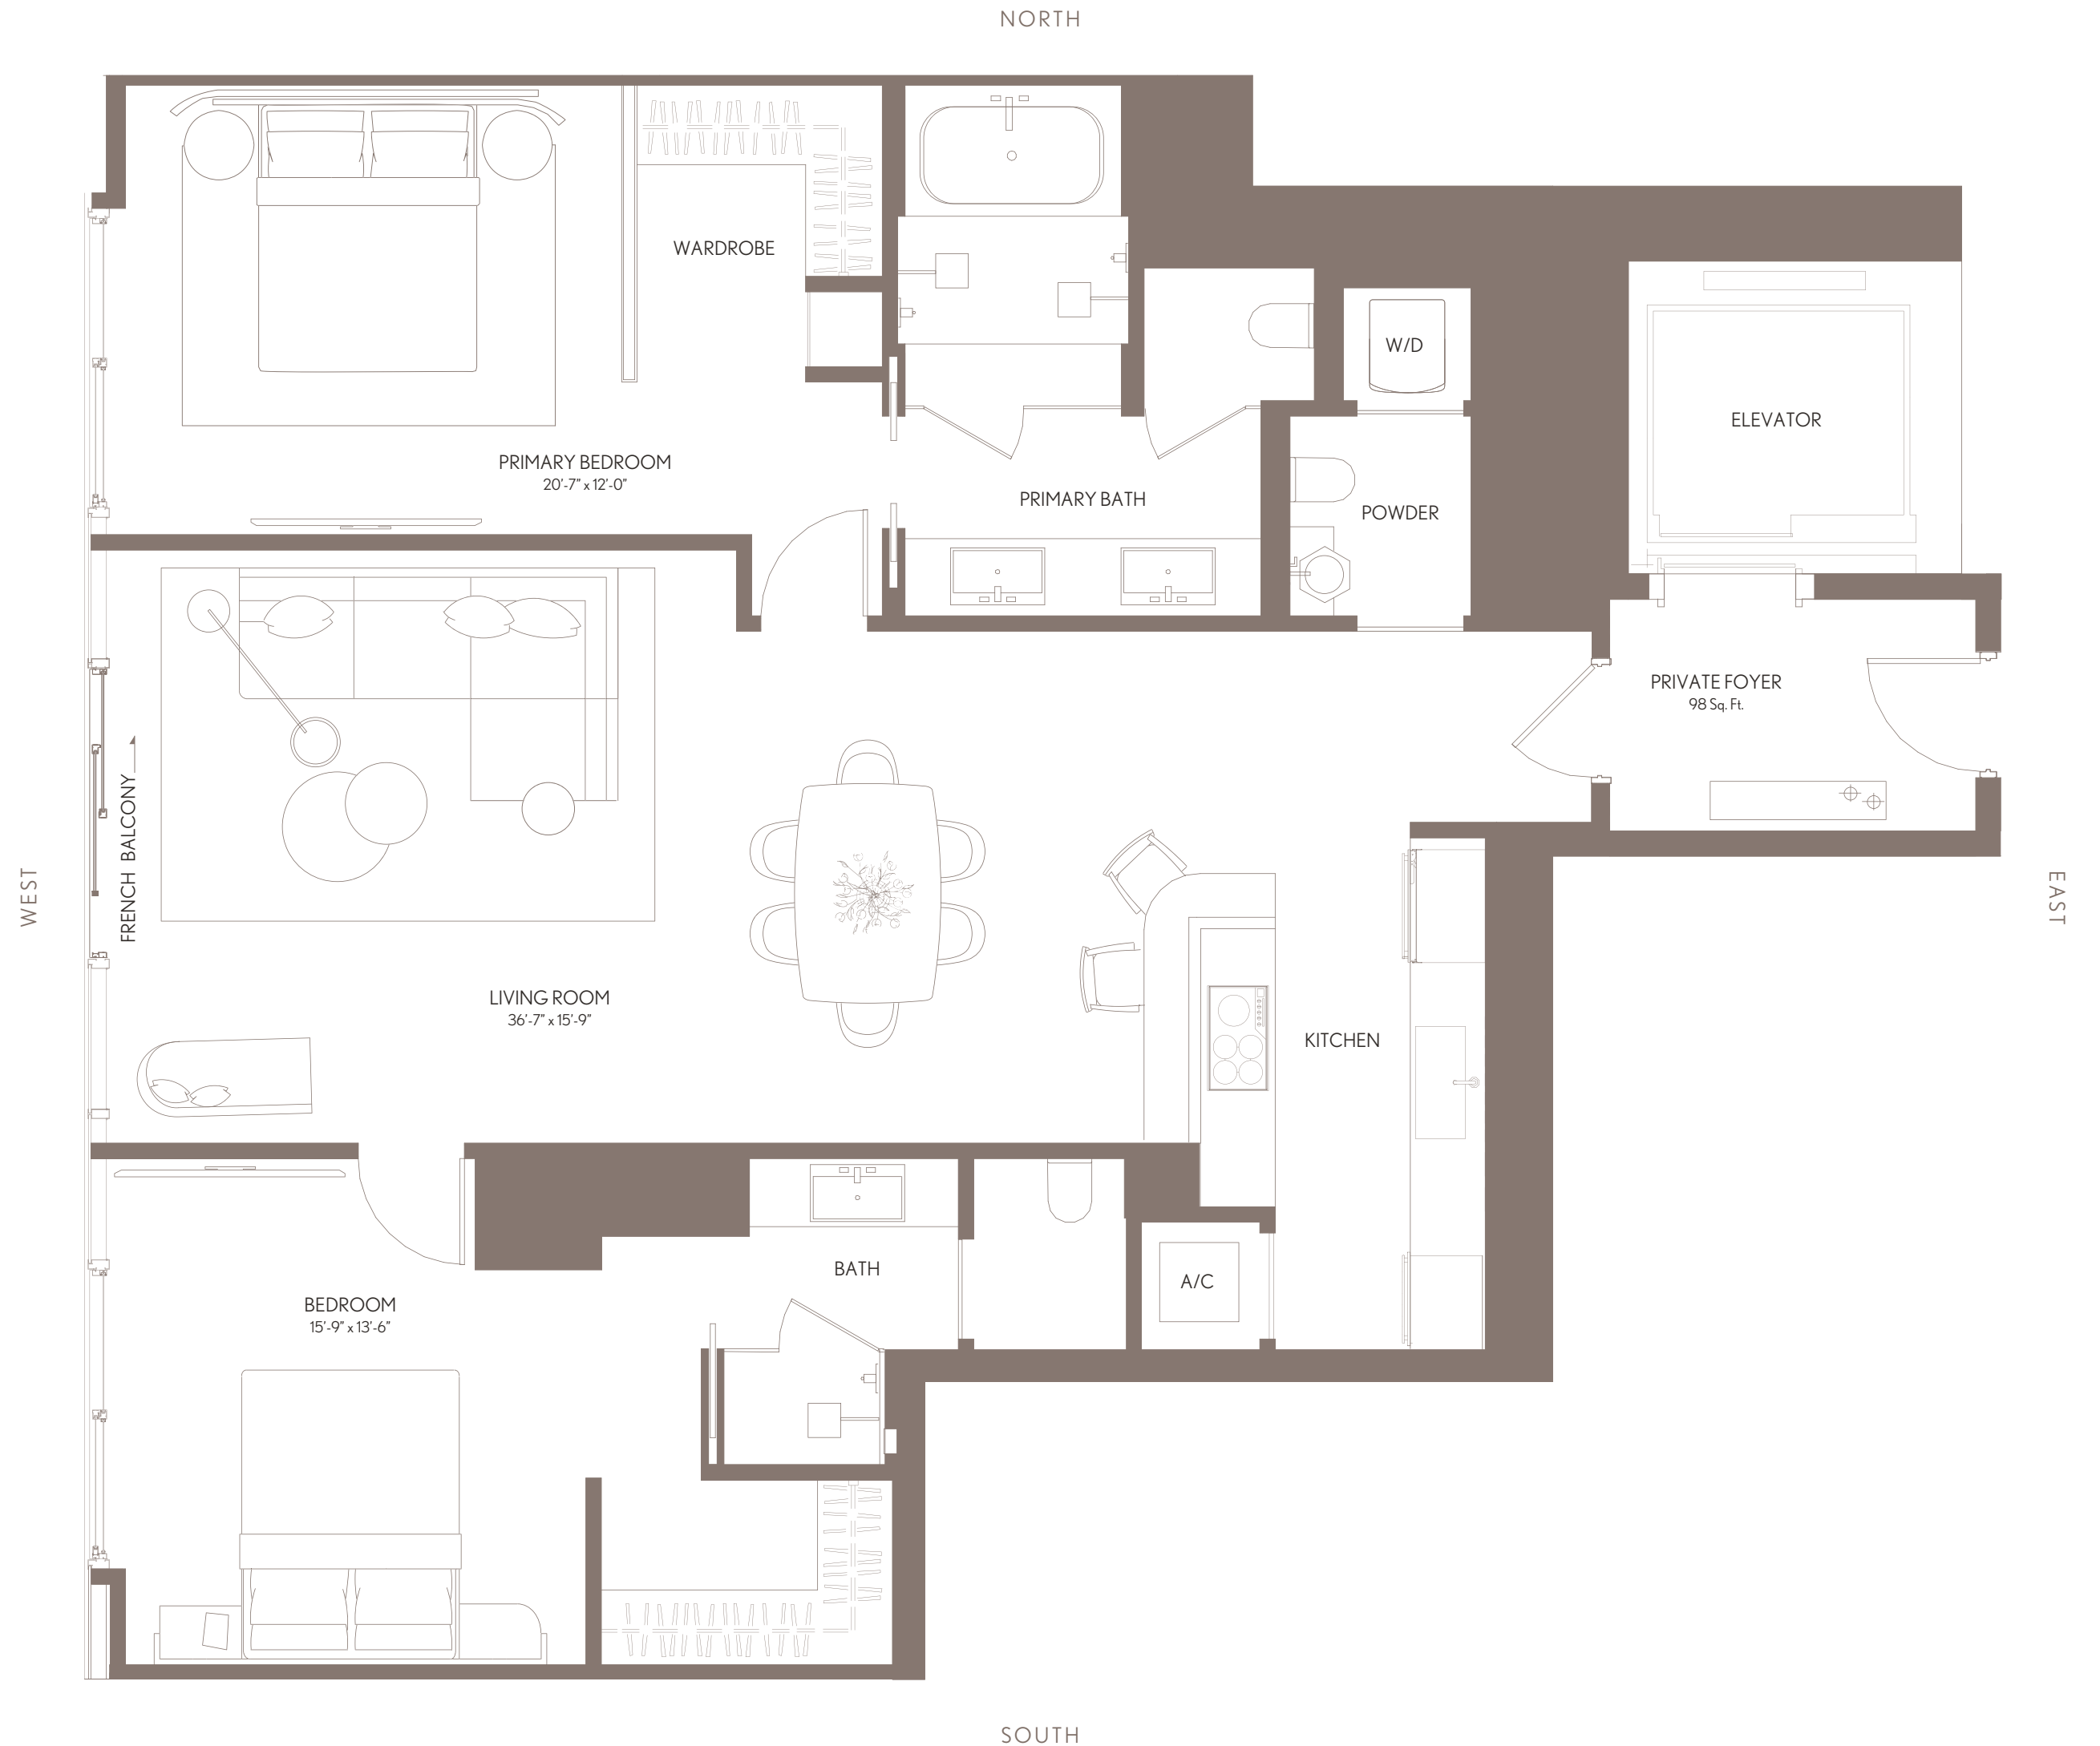 NORTH
WARDROBE
W/D
ELEVATOR
PRIMARY BEDROOM
20'-7" x 12'-0"
PRIMARY BATH
POWDER
PRIVATE FOYER
98 Sq. Ft.
FRENCH BALCONY
WEST
EAST
LIVING ROOM
36'-7" x 15'-9"
KITCHEN
BATH
A/C
BEDROOM
15'-9" x 13'-6"
SOUTH